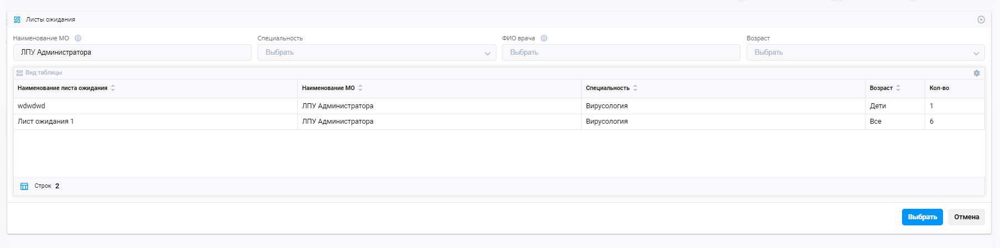 Листы ожидания
Наименование МО Специальность ФИО врача Возраст
ЛПУ Администратора Выбрать Выбрать Выбрать
Вид таблицы
Наименование листа ожидания Наименование МО Специальность Возраст Кол-во
wdwdwd ЛПУ Администратора Вирусология Дети 1
Лист ожидания 1 ЛПУ Администратора Вирусология Все 6
Строк 2
Выбрать Отмена